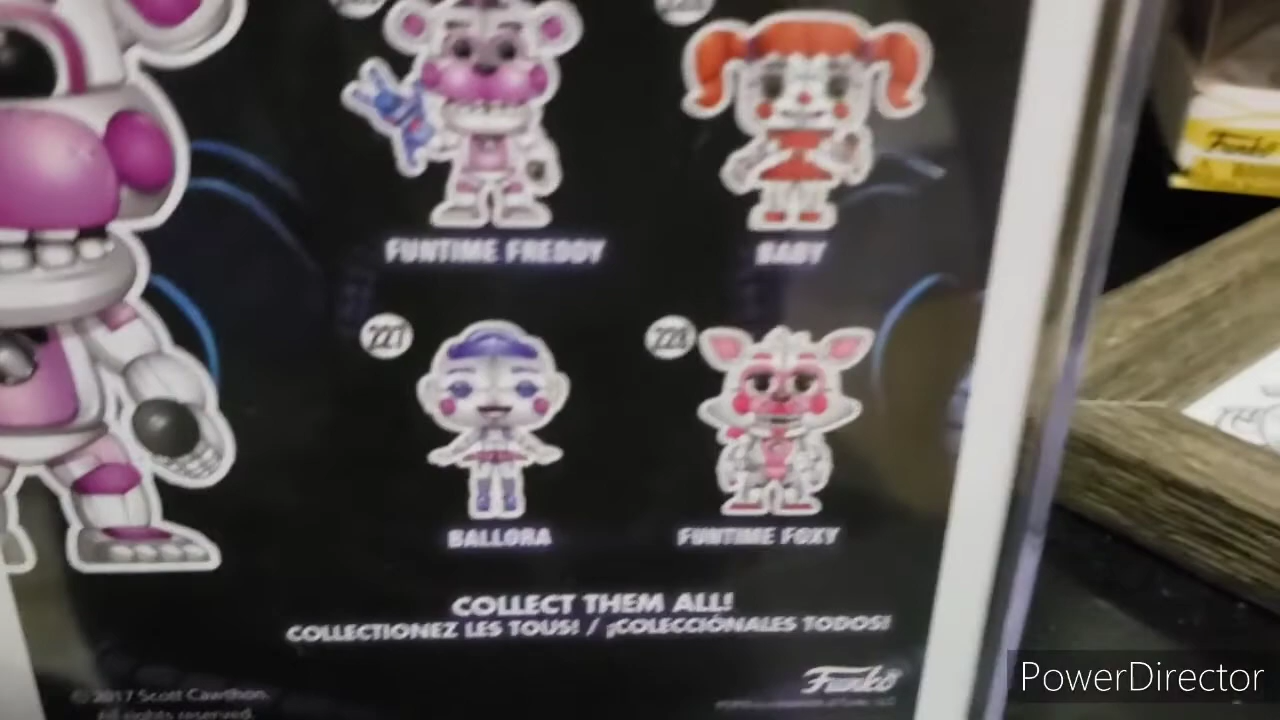 FUNTIME FREDDY
BABY
227
228
BALLORA
FUNTIME FOXY
COLLECT THEM ALL!
COLLECTIONEZ LES TOUS! / ¡COLECCIÓNALES TODOS!
Funko
© 2017 Scott Cawthon.
All rights reserved.
Funko
PowerDirector